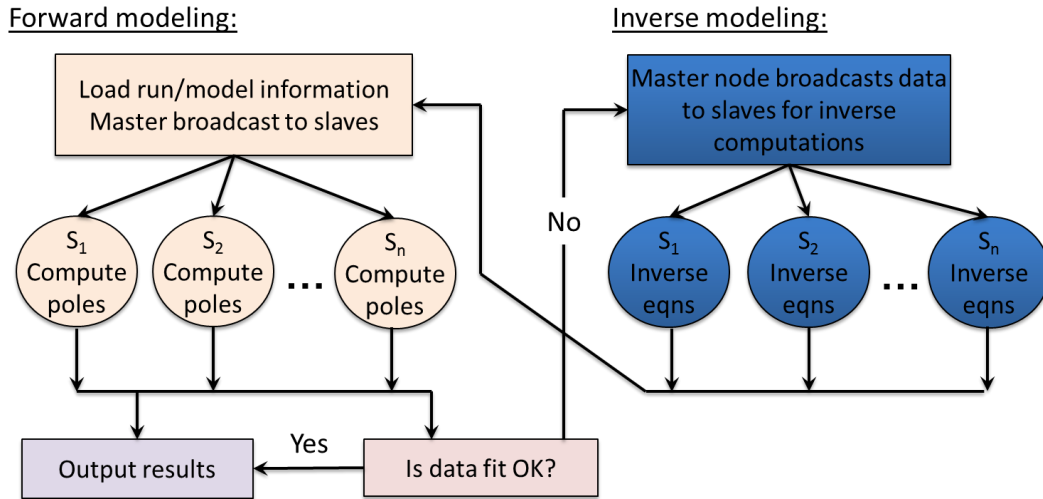 Forward modeling:
Load run/model information
Master broadcast to slaves
S₁
Compute
poles
S₂
Compute
poles
...
Sₙ
Compute
poles
Output results
Yes
Is data fit OK?
No
Inverse modeling:
Master node broadcasts data
to slaves for inverse
computations
S₁
Inverse
eqns
S₂
Inverse
eqns
...
Sₙ
Inverse
eqns